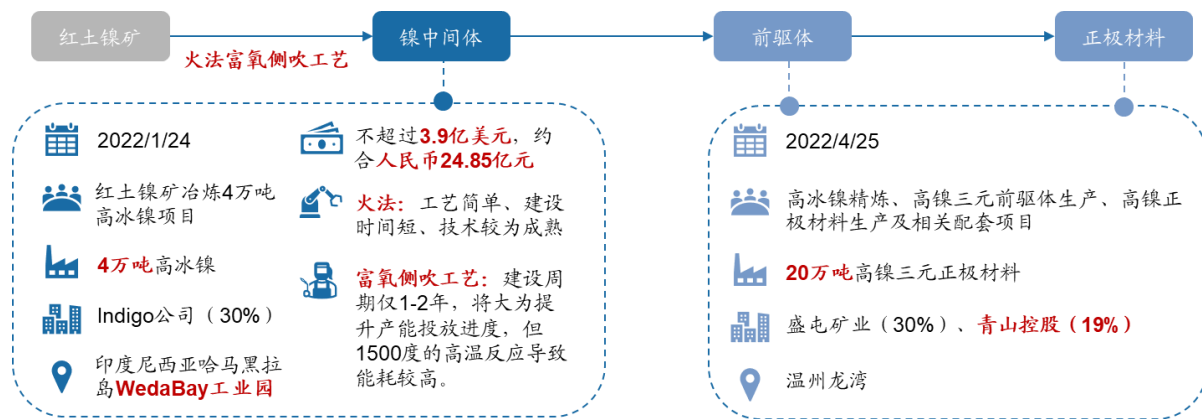 红土镍矿
火法富氧侧吹工艺
镍中间体
前驱体
正极材料
2022/1/24
红土镍矿冶炼4万吨
高冰镍项目
4万吨高冰镍
Indigo公司（30%）
印度尼西亚哈马黑拉
岛WedaBay工业园
不超过3.9亿美元，约
合人民币24.85亿元
火法：工艺简单、建设
时间短、技术较为成熟
富氧侧吹工艺：建设周
期仅1-2年，将大为提
升产能投放进度，但
1500度的高温反应导致
能耗较高。
2022/4/25
高冰镍精炼、高镍三元前驱体生产、高镍正
极材料生产及相关配套项目
20万吨高镍三元正极材料
盛屯矿业（30%）、青山控股（19%）
温州龙湾